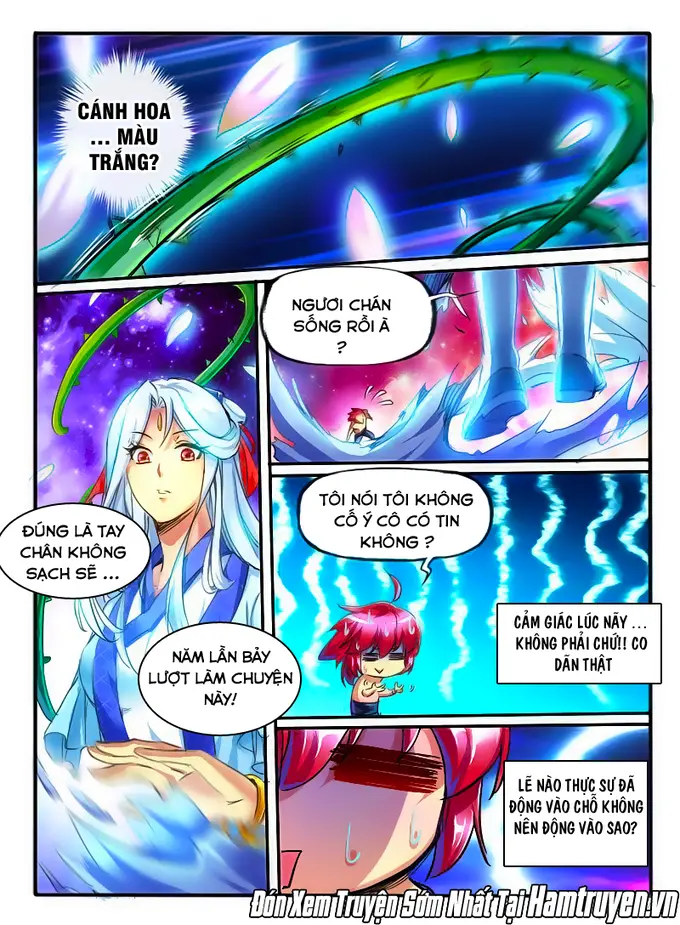 CÁNH HOA
... MÀU
TRẮNG?
NGƯƠI CHÁN
SỐNG RỒI À
?
ĐÚNG LÀ TAY
CHÂN KHÔNG
SẠCH SẼ ...
NĂM LẦN BẢY
LƯỢT LÀM CHUYỆN
NÀY!
TÔI NÓI TÔI KHÔNG
CỐ Ý CÔ CÓ TIN
KHÔNG ?
CẢM GIÁC LÚC NÃY ...
KHÔNG PHẢI CHỨ!! CO
DÃN THẬT
LẼ NÀO THỰC SỰ ĐÃ
ĐỘNG VÀO CHỖ KHÔNG
NÊN ĐỘNG VÀO SAO?
Đón Xem Truyện Sớm Nhất Tại Hamtruyen.vn